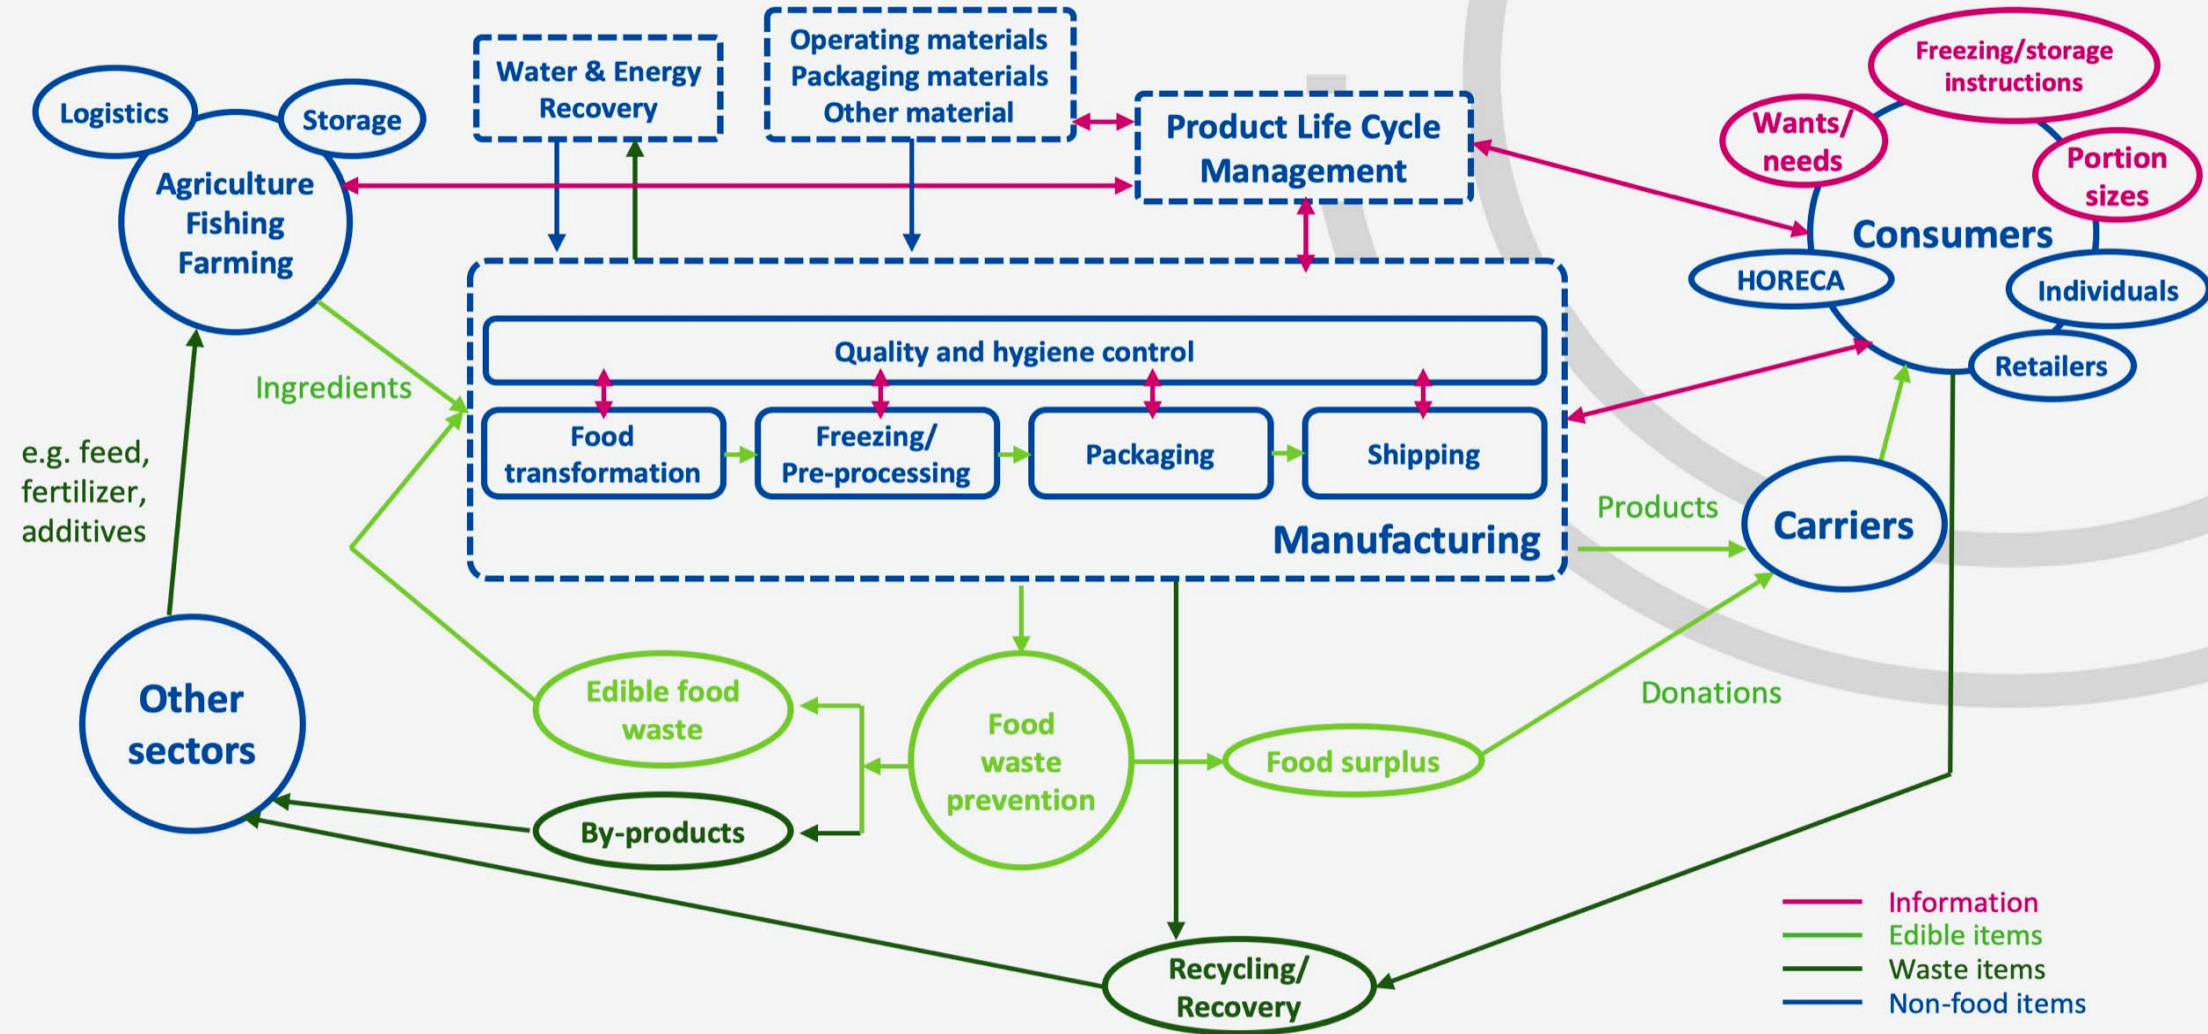 Logistics
Storage
Agriculture
Fishing
Farming
Water & Energy
Recovery
Operating materials
Packaging materials
Other material
Product Life Cycle
Management
Freezing/storage
instructions
Wants/
needs
Portion
sizes
Consumers
HORECA
Individuals
Retailers
Quality and hygiene control
Ingredients
Food
transformation
Freezing/
Pre-processing
Packaging
Shipping
Manufacturing
Products
Carriers
e.g. feed,
fertilizer,
additives
Other
sectors
Edible food
waste
By-products
Food
waste
prevention
Food surplus
Donations
Recycling/
Recovery
Information
Edible items
Waste items
Non-food items